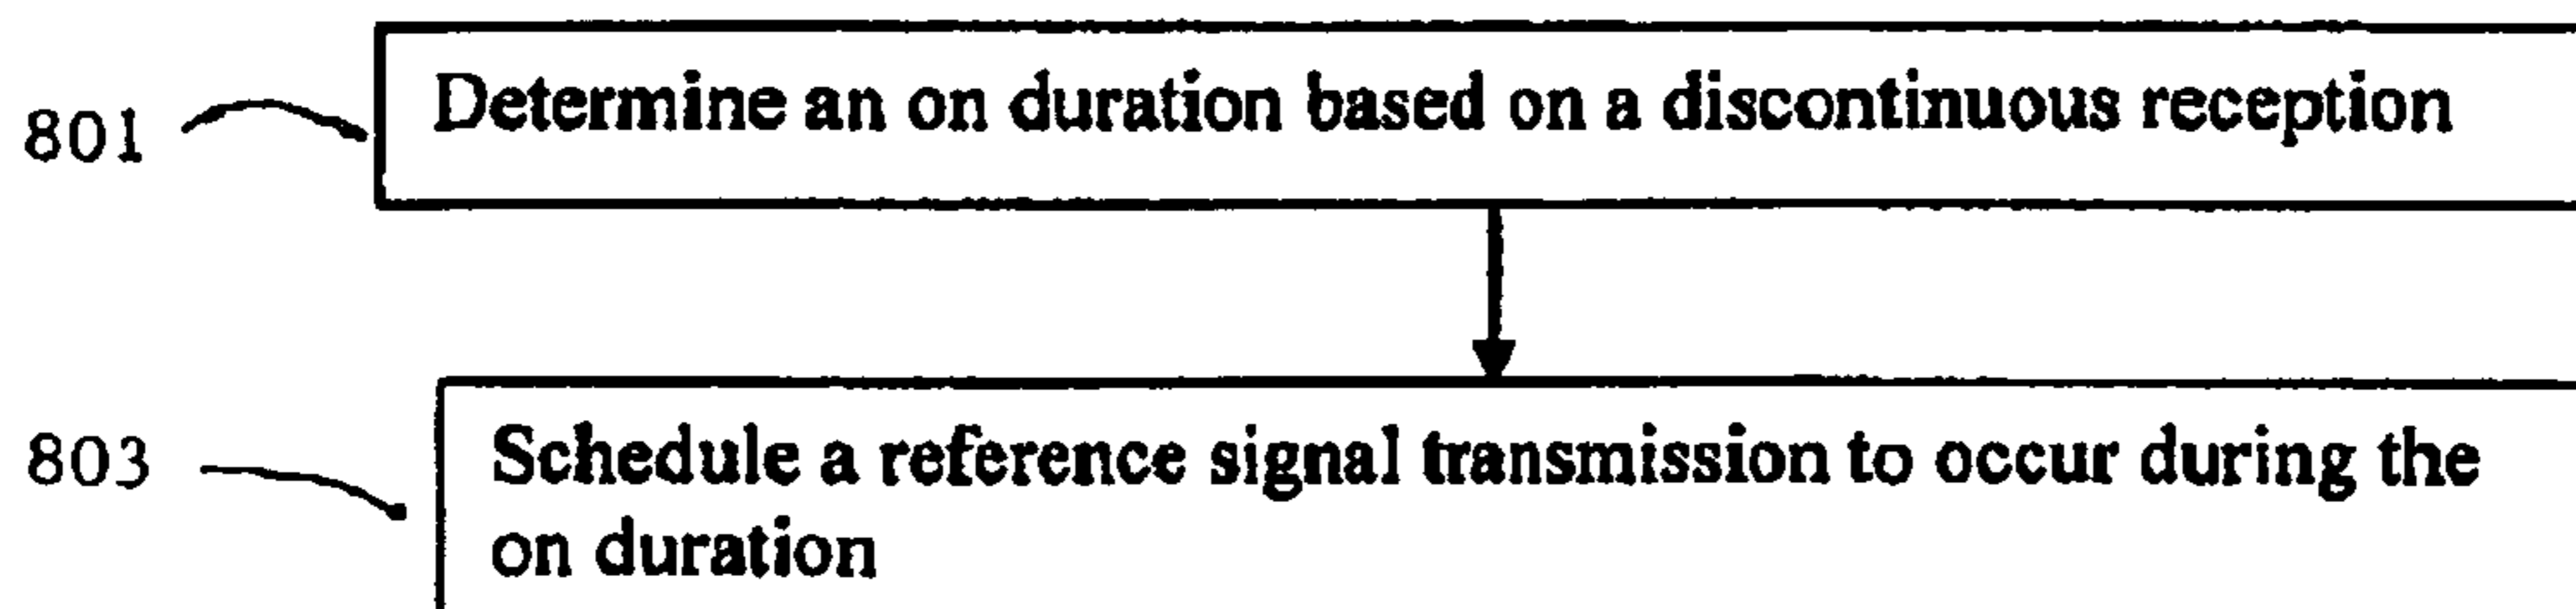 801
Determine an on duration based on a discontinuous reception
803
Schedule a reference signal transmission to occur during the
on duration